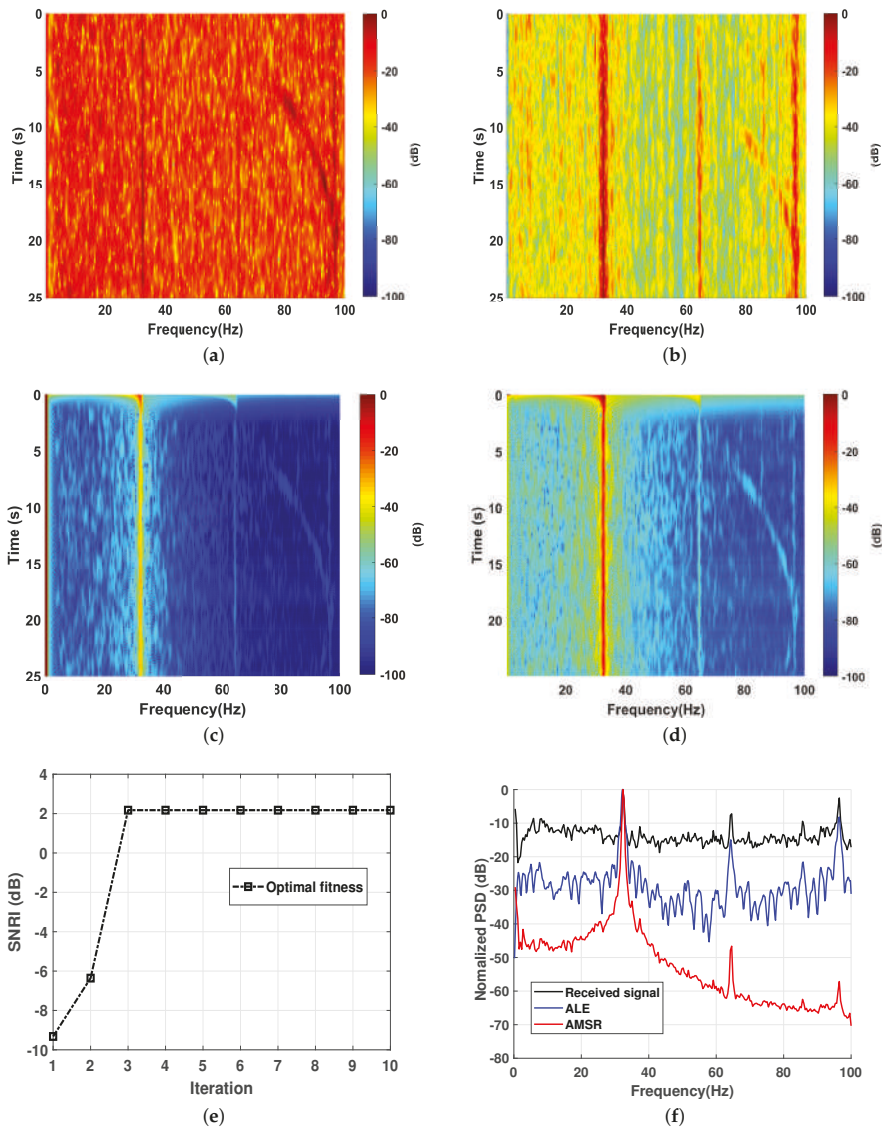 0
5
10
15
20
25
Time (s)
20 40 60 80 100
Frequency(Hz)
0
-20
-40
-60
-80
-100
(dB)
(a)
0
5
10
15
20
25
Time (s)
20 40 60 80 100
Frequency(Hz)
0
-20
-40
-60
-80
-100
(dB)
(b)
0
5
10
15
20
25
Time (s)
0 20 40 60 80 100
Frequency(Hz)
0
-20
-40
-60
-80
-100
(dB)
(c)
0
5
10
15
20
Time (s)
20 40 60 80 100
Frequency(Hz)
0
-20
-40
-60
-80
-100
(dB)
(d)
4
2
0
-2
-4
-6
-8
-10
SNRI (dB)
Optimal fitness
1 2 3 4 5 6 7 8 9 10
Iteration
(e)
0
-10
-20
-30
-40
-50
-60
-70
-80
Nomalized PSD (dB)
Received signal
ALE
AMSR
0 20 40 60 80 100
Frequency(Hz)
(f)